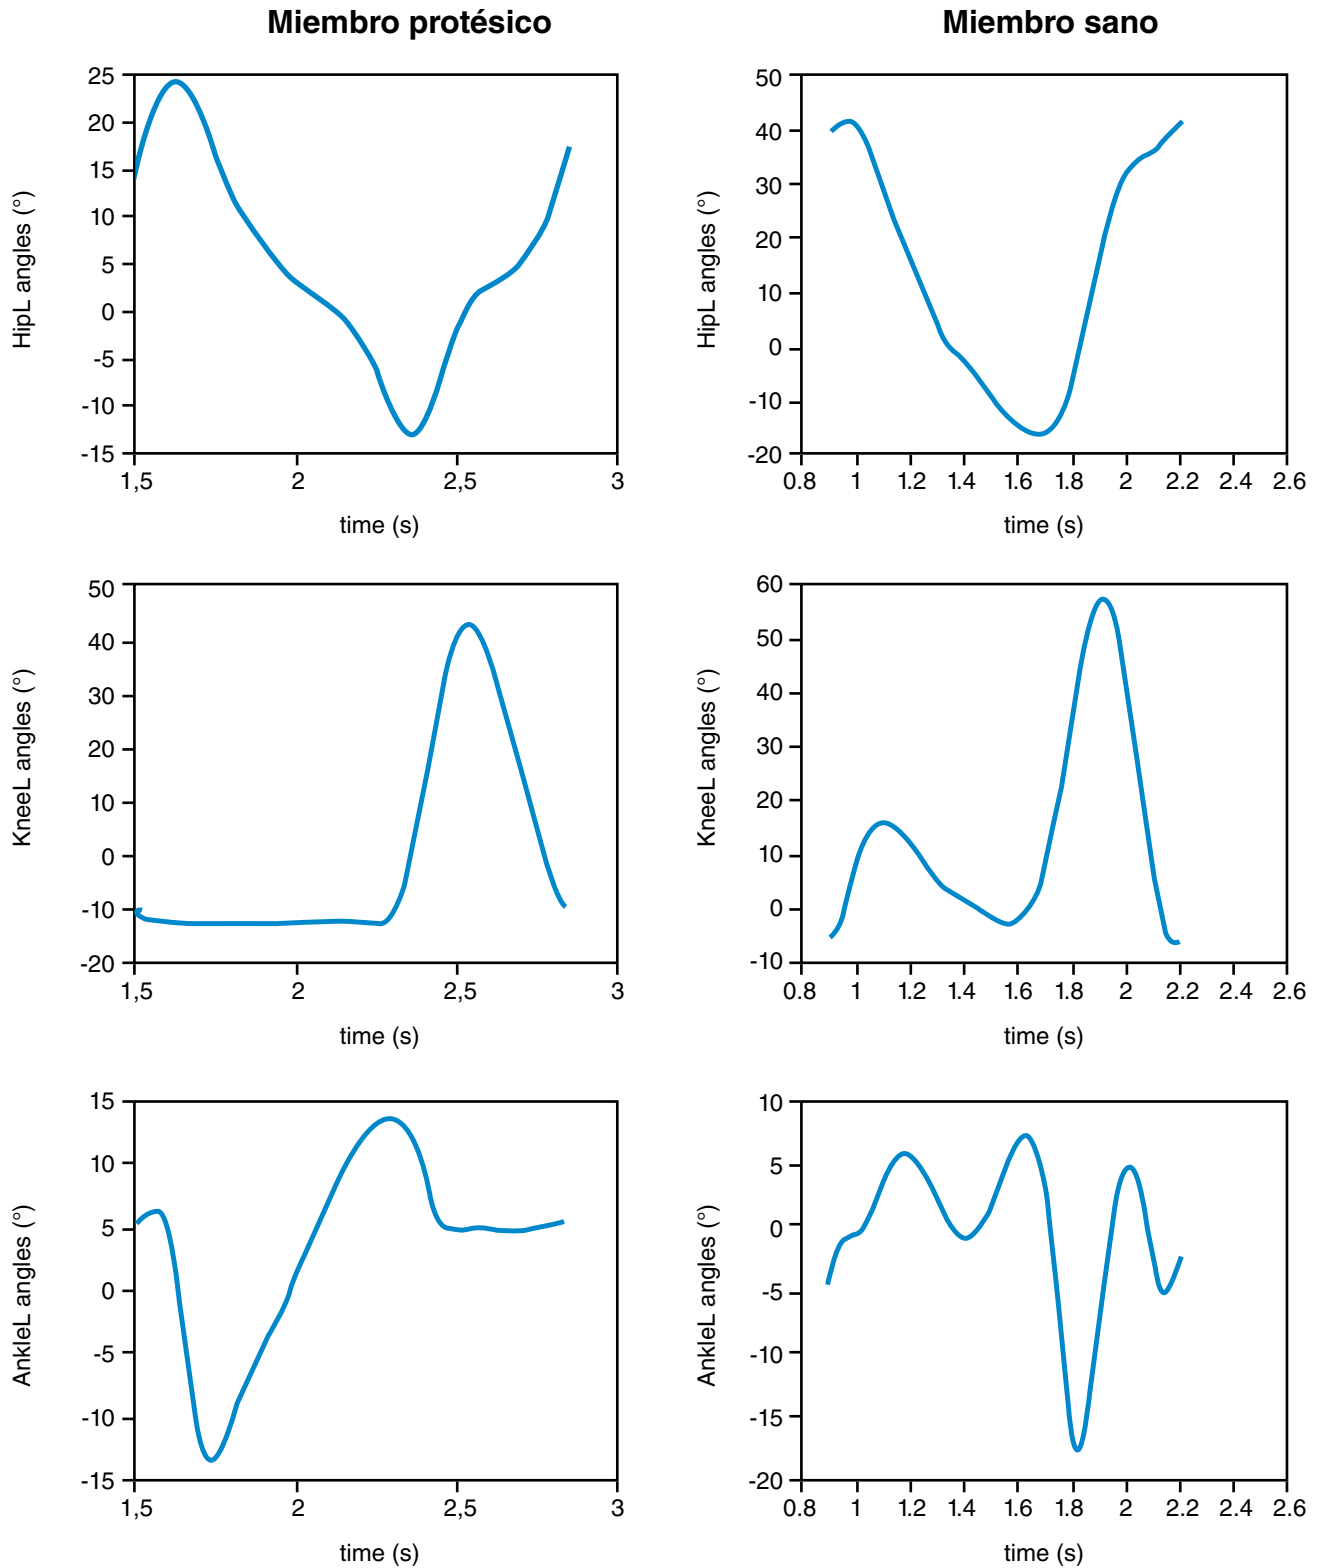 Miembro protésico
Miembro sano
25
20
15
10
5
0
-5
-10
-15
HipL angles (°)
1,5 2 2,5 3
time (s)
50
40
30
20
10
0
-10
-20
HipL angles (°)
0.8 1 1.2 1.4 1.6 1.8 2 2.2 2.4 2.6
time (s)
50
40
30
20
10
0
-10
-20
KneeL angles (°)
1,5 2 2,5 3
time (s)
60
50
40
30
20
10
0
-10
KneeL angles (°)
0.8 1 1.2 1.4 1.6 1.8 2 2.2 2.4 2.6
time (s)
15
10
5
0
-5
-10
-15
AnkleL angles (°)
1,5 2 2,5 3
time (s)
10
5
0
-5
-10
-15
-20
AnkleL angles (°)
0.8 1 1.2 1.4 1.6 1.8 2 2.2 2.4 2.6
time (s)